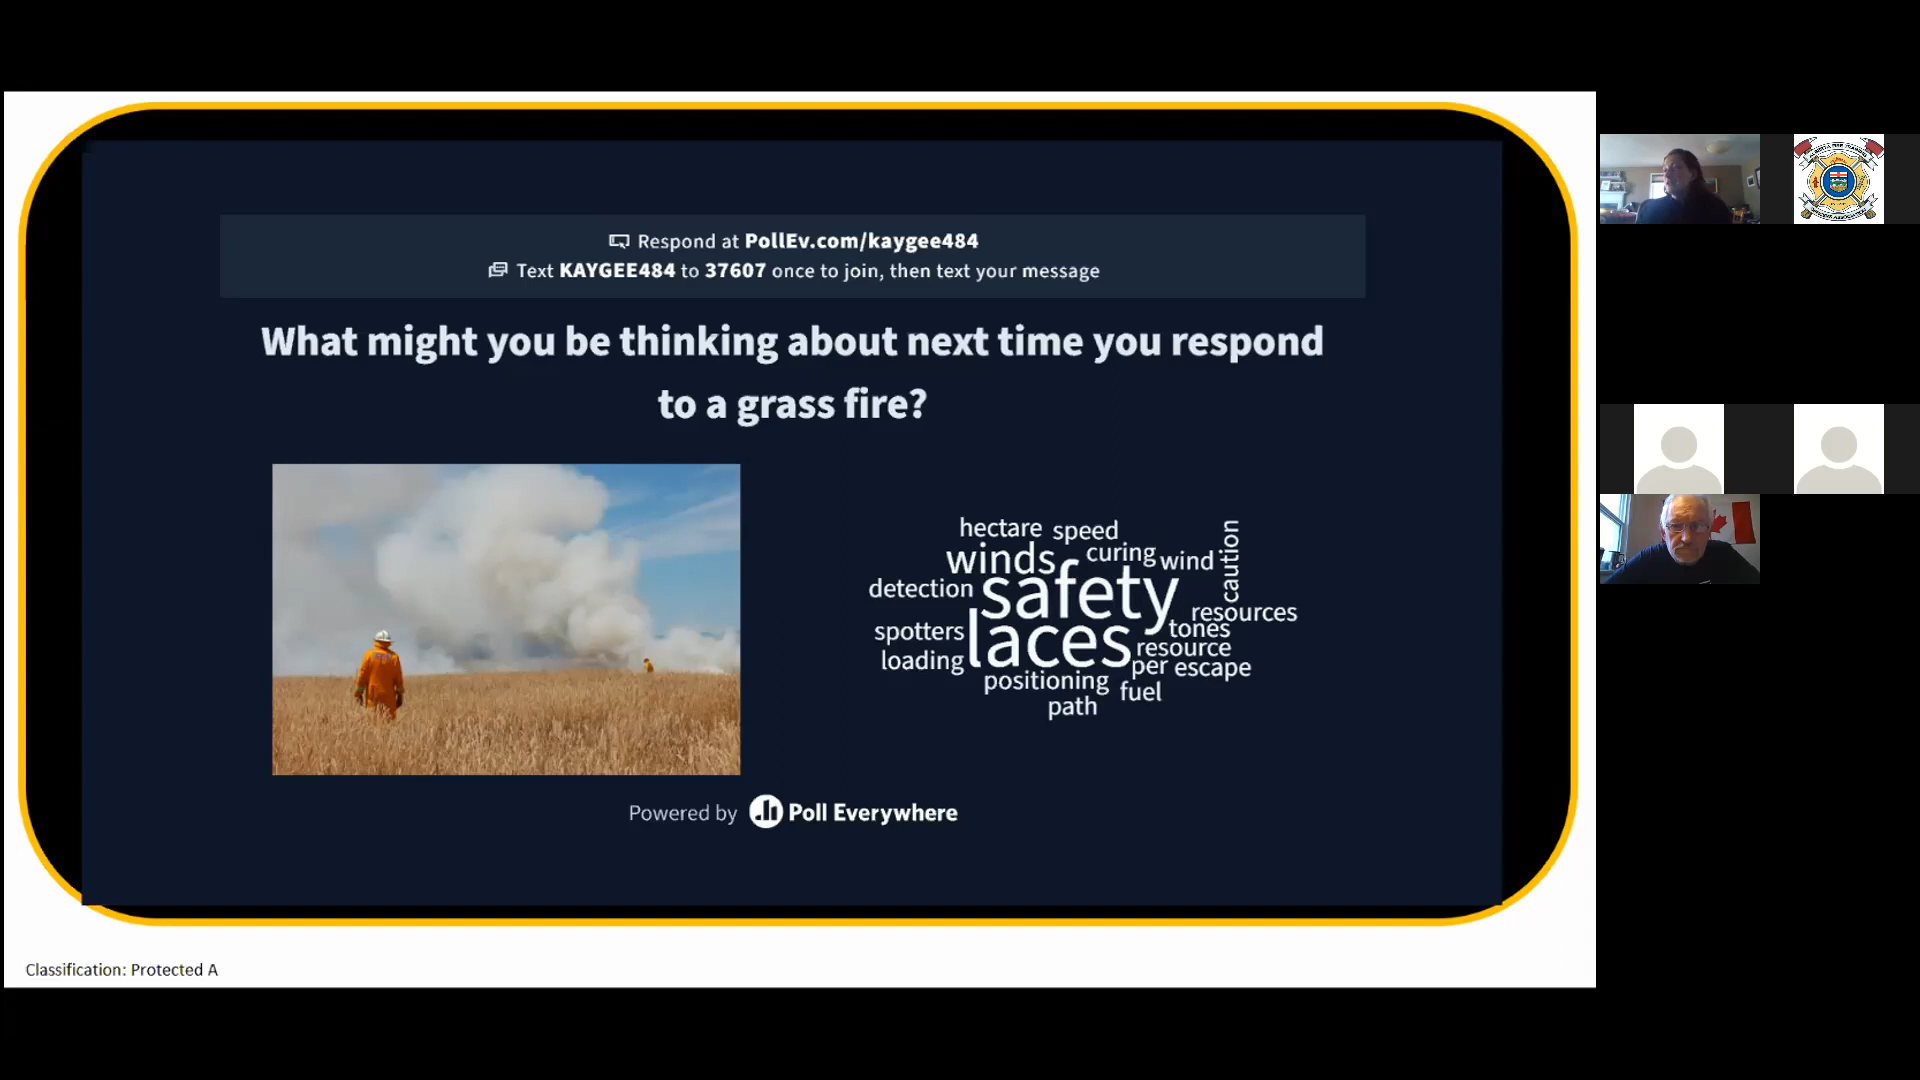 Respond at PollEv.com/kaygee484
Text KAYGEE484 to 37607 once to join, then text your message
What might you be thinking about next time you respond
to a grass fire?
hectare speed
winds curing wind caution
detection safety
resources
spotters laces tones
resource
loading per escape
positioning fuel
path
Powered by Poll Everywhere
Classification: Protected A